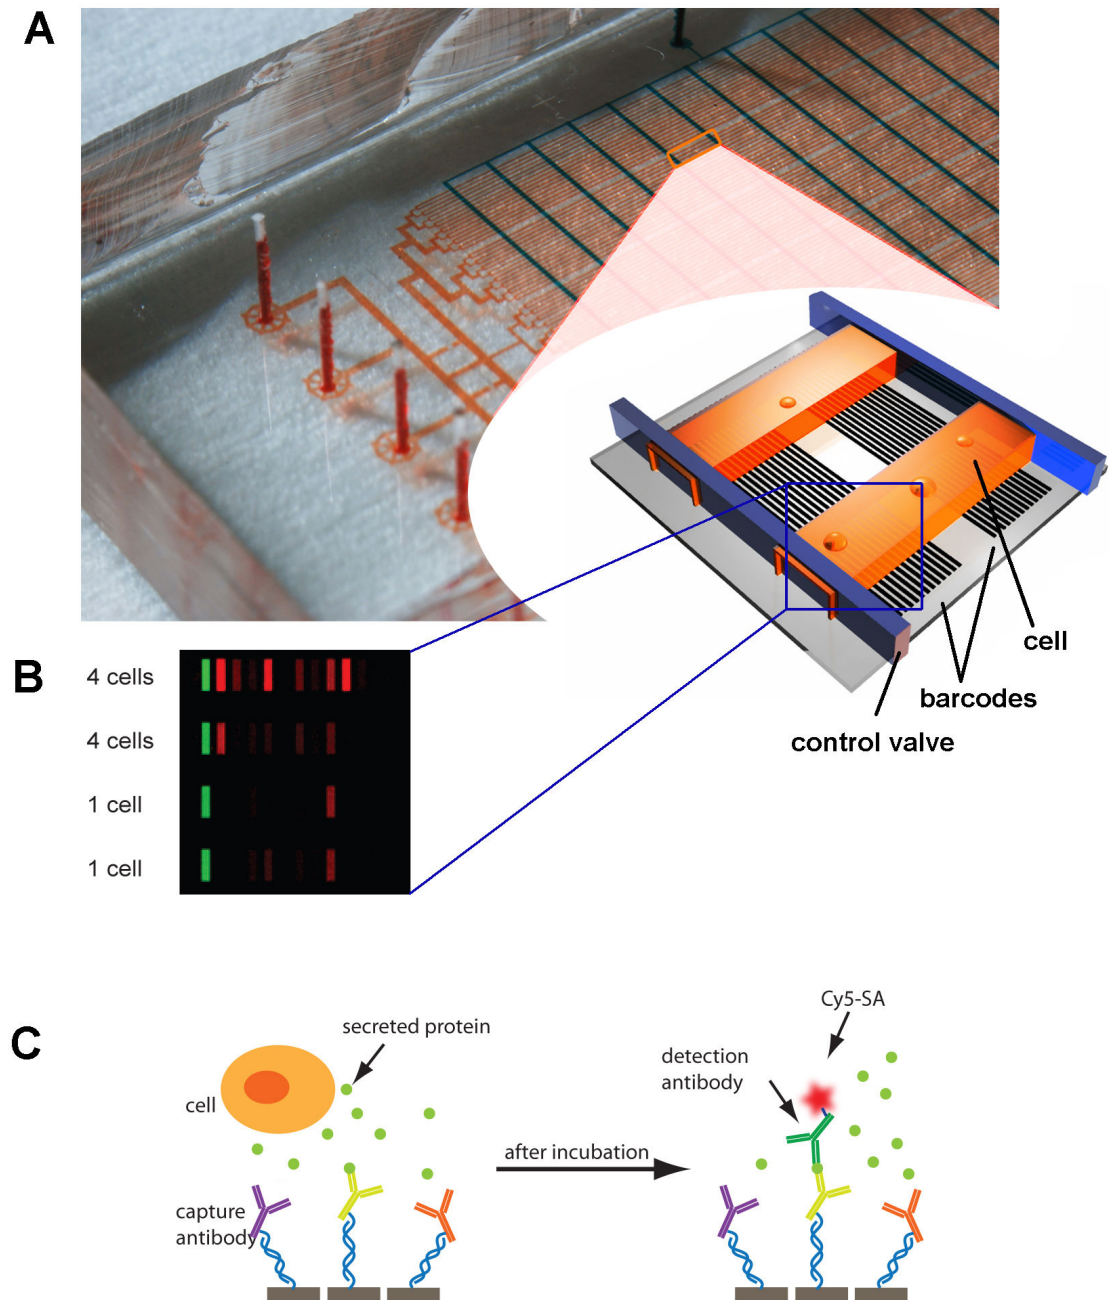 A
cell
barcodes
control valve
B
4 cells
4 cells
1 cell
1 cell
C
secreted protein
cell
capture
antibody
after incubation
Cy5-SA
detection
antibody